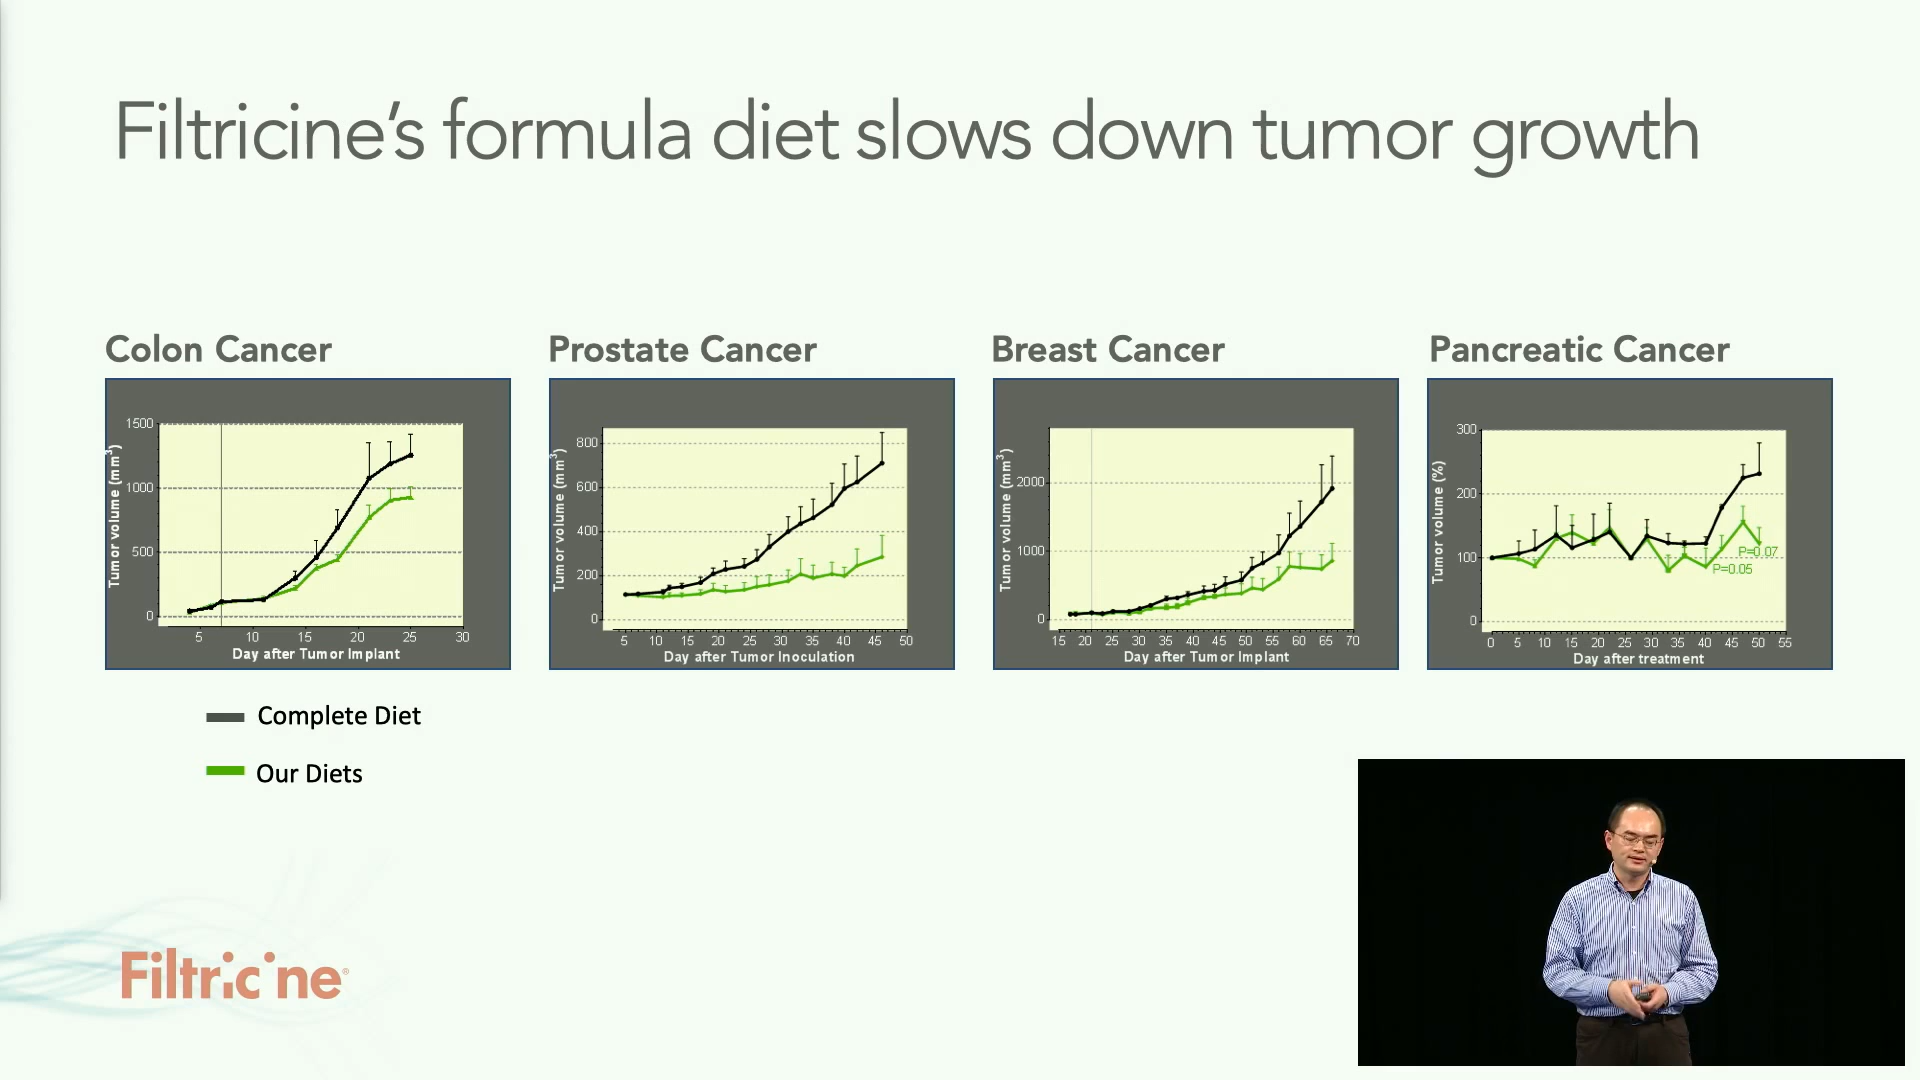 Filtricine's formula diet slows down tumor growth
Colon Cancer
Tumor volume (mm3)
1500
1000
500
0
5 10 15 20 25 30
Day after Tumor Implant
Prostate Cancer
Tumor volume (mm3)
800
600
400
200
0
5 10 15 20 25 30 35 40 45 50
Day after Tumor Inoculation
Breast Cancer
Tumor volume (mm3)
2000
1000
0
15 20 25 30 35 40 45 50 55 60 65 70
Day after Tumor Implant
Pancreatic Cancer
Tumor volume (%)
300
200
100
0
P=0.07
P=0.05
0 5 10 15 20 25 30 35 40 45 50 55
Day after treatment
Complete Diet
Our Diets
Filtricine®